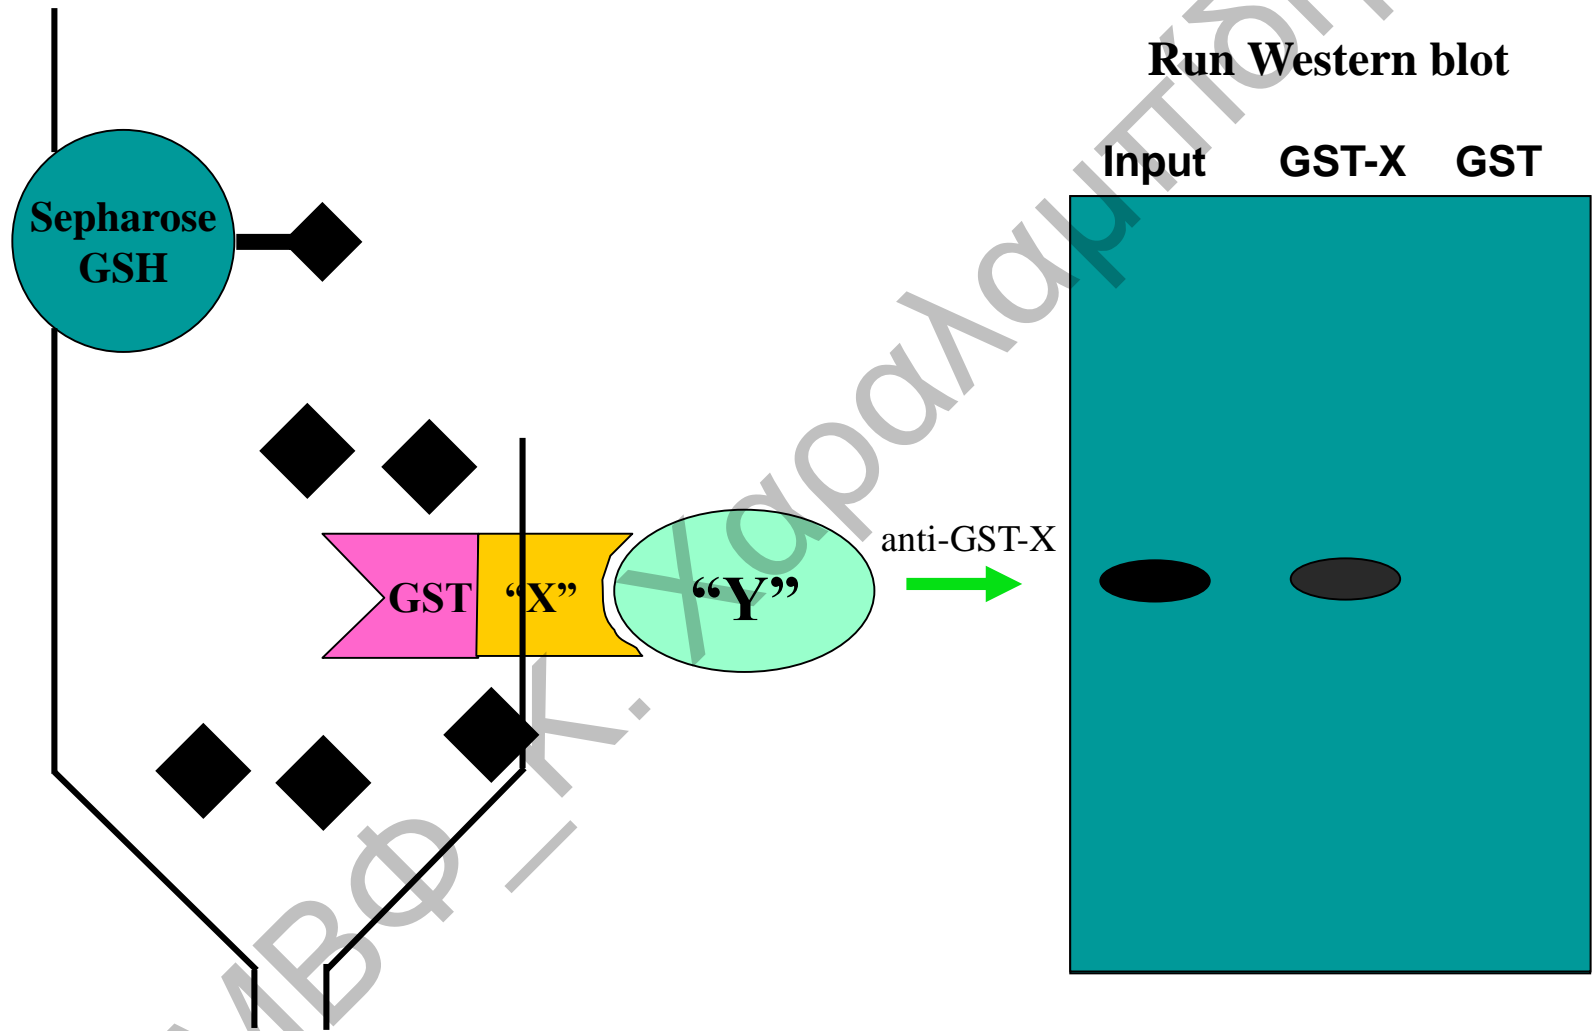 Run Western blot
Input GST-X GST
Sepharose
GSH
anti-GST-X
GST "X" "Y"
ΜΒΦ_Κ. Χαραλαμπίδη